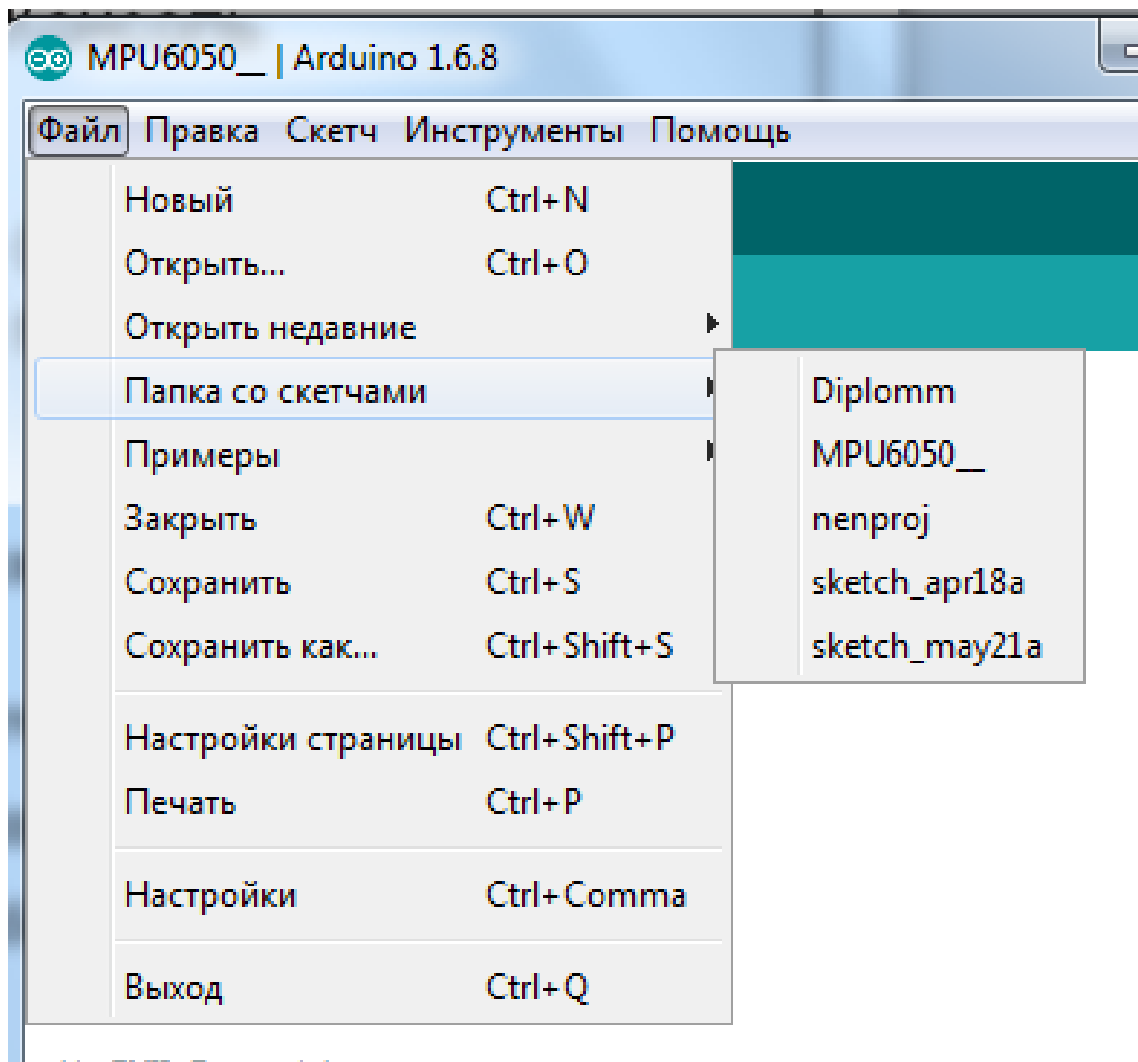 MPU6050__ | Arduino 1.6.8
Файл Правка Скетч Инструменты Помощь
Новый Ctrl+N
Открыть... Ctrl+O
Открыть недавние
Папка со скетчами
Примеры
Закрыть Ctrl+W
Сохранить Ctrl+S
Сохранить как... Ctrl+Shift+S
Настройки страницы Ctrl+Shift+P
Печать Ctrl+P
Настройки Ctrl+Comma
Выход Ctrl+Q
Diplomm
MPU6050__
nenproj
sketch_apr18a
sketch_may21a